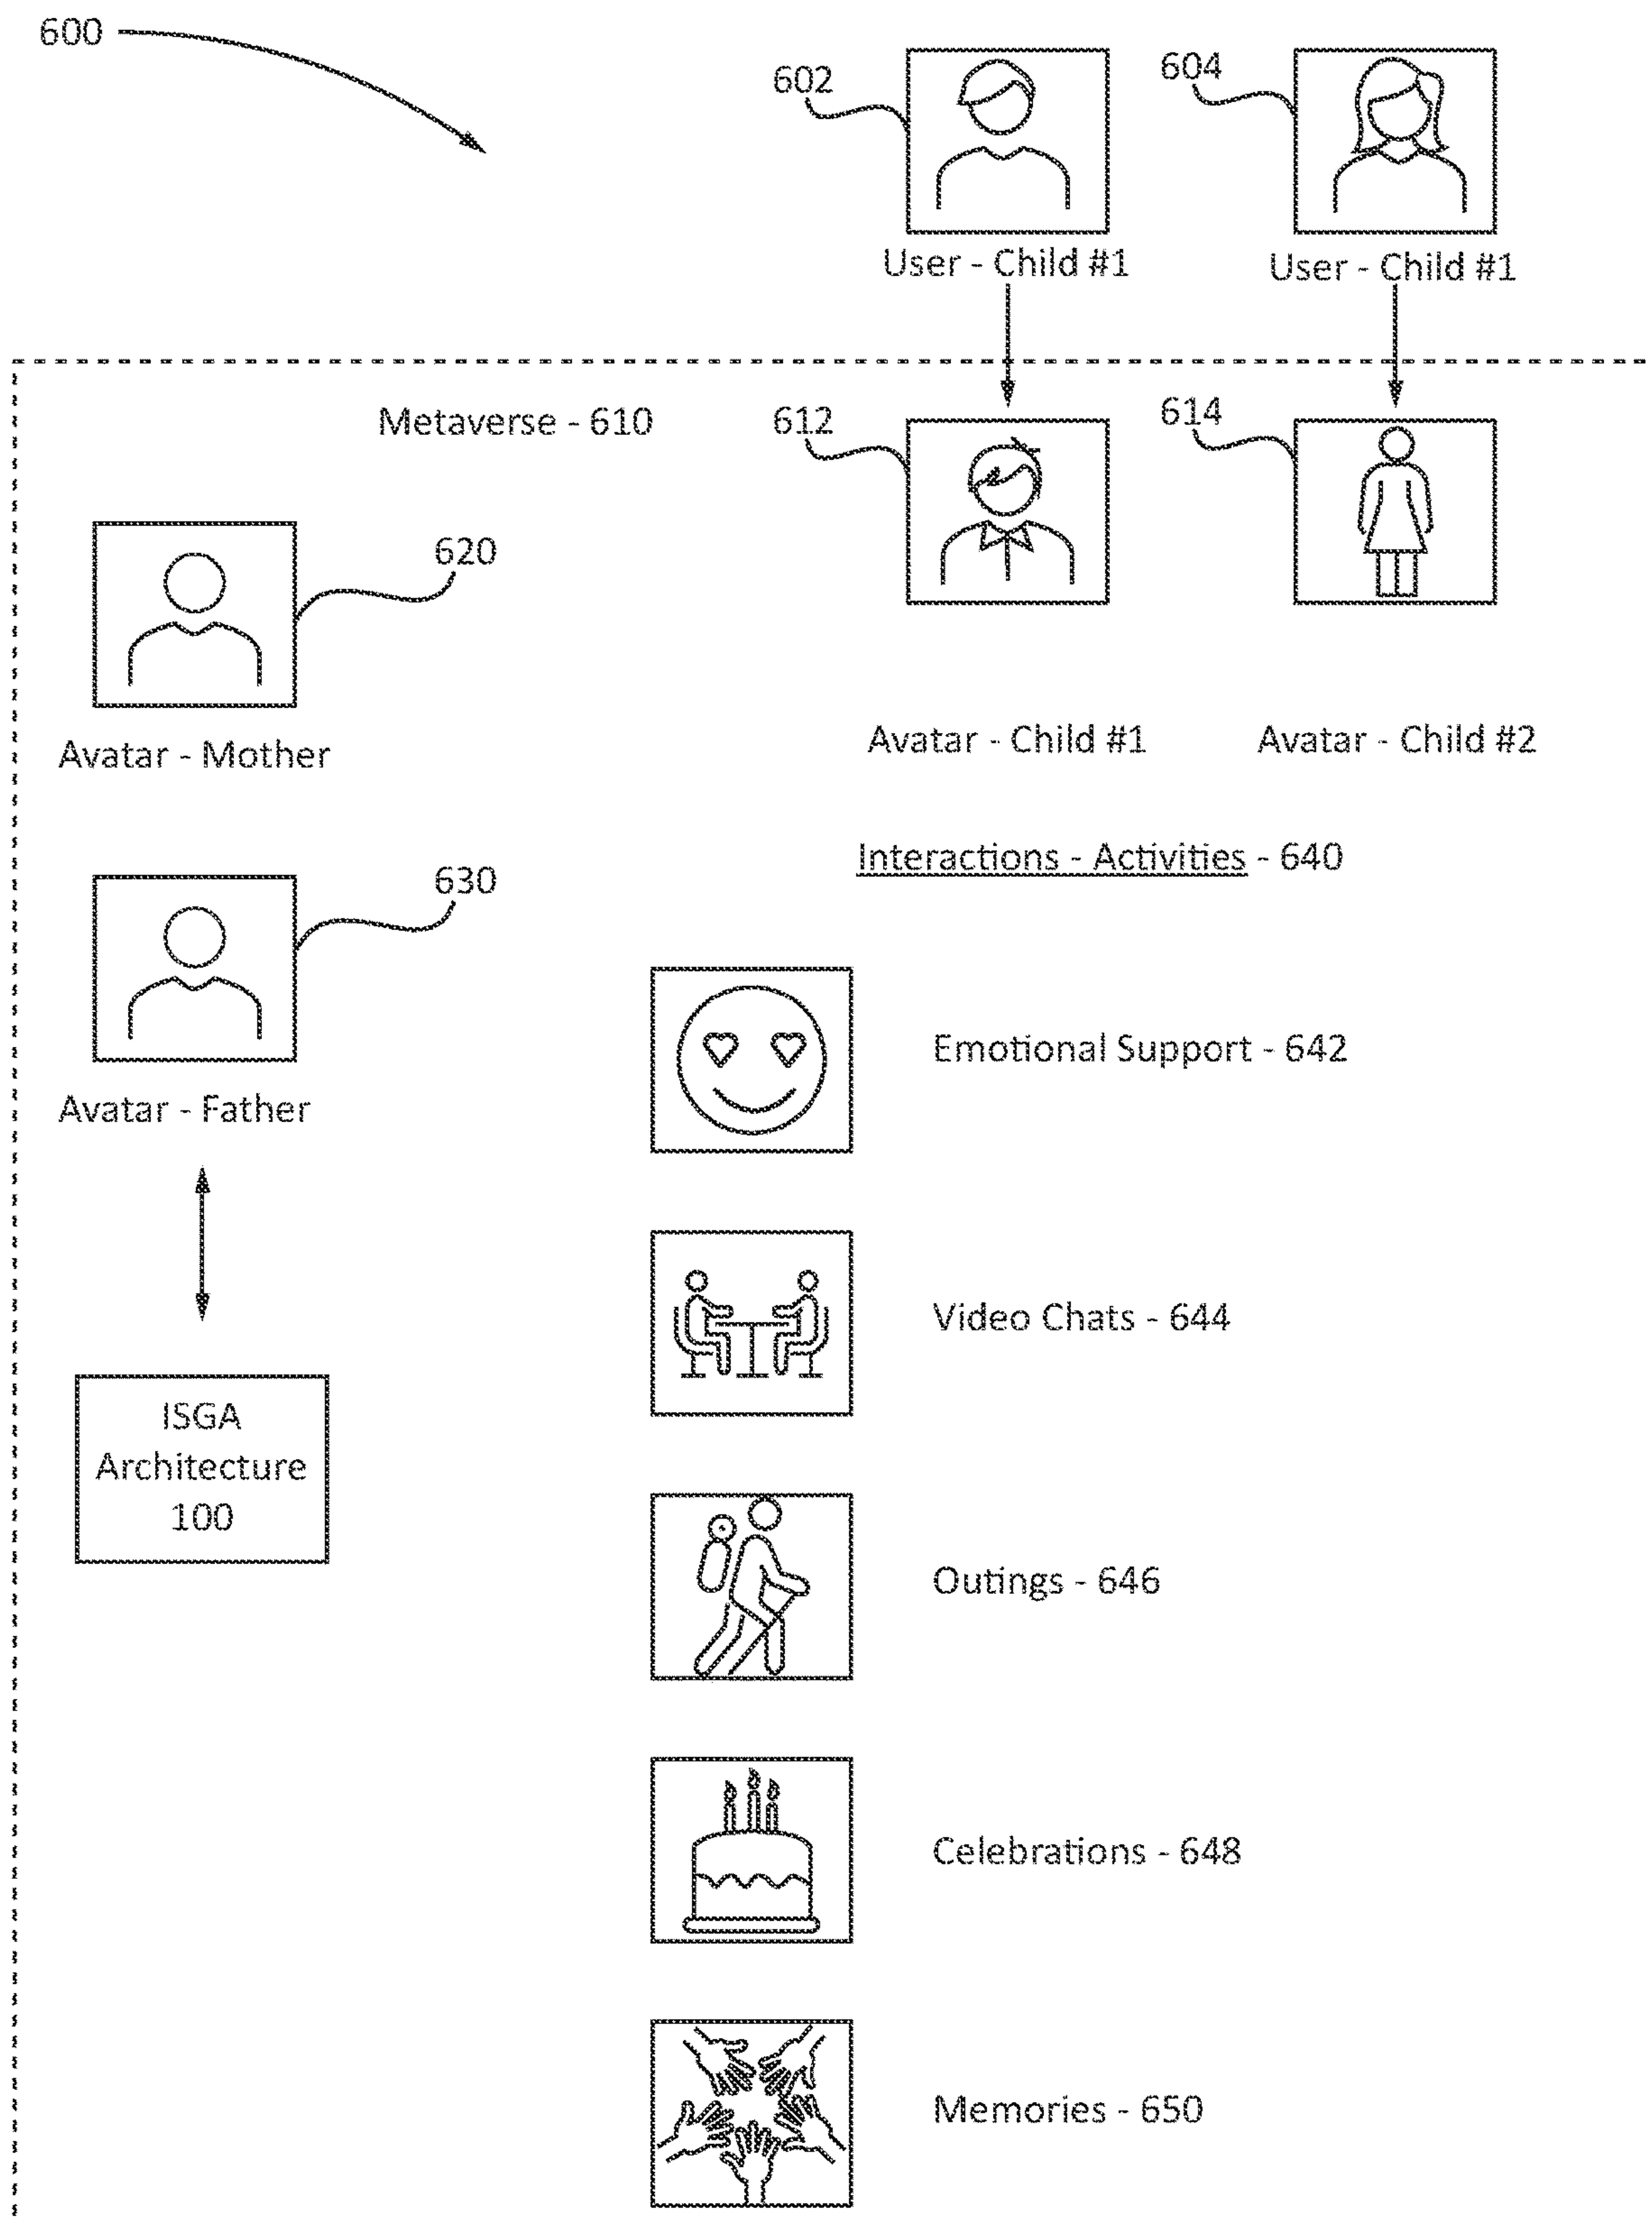 600
602
604
User - Child #1
User - Child #1
Metaverse - 610
612
614
620
Avatar - Mother
Avatar - Child #1
Avatar - Child #2
Interactions - Activities - 640
630
Avatar - Father
Emotional Support - 642
Video Chats - 644
ISGA
Architecture
100
Outings - 646
Celebrations - 648
Memories - 650